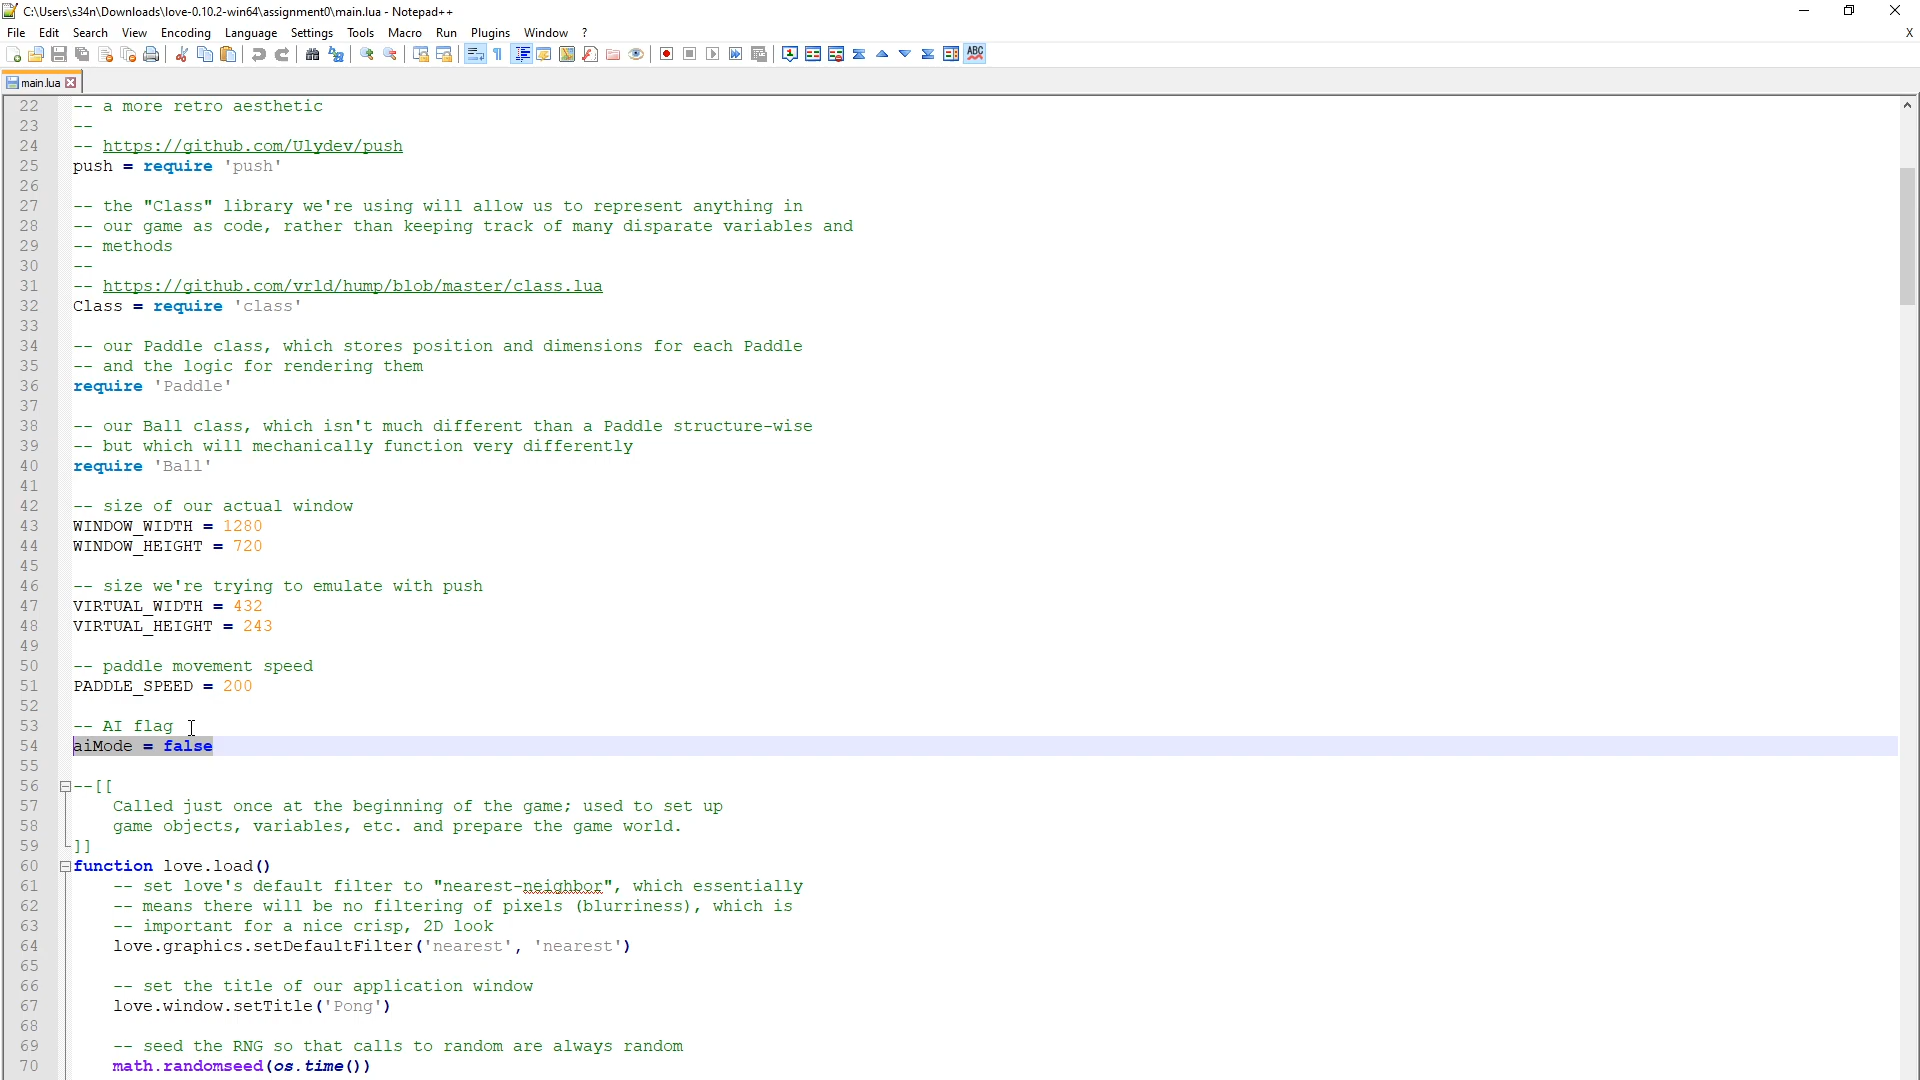 C:\Users\s34n\Downloads\love-0.10.2-win64\assignment0\main.lua - Notepad++
File Edit Search View Encoding Language Settings Tools Macro Run Plugins Window ? X
ABC
main.lua
22 -- a more retro aesthetic
23 --
24 -- https://github.com/Ulydev/push
25 push = require 'push'
26
27 -- the "Class" library we're using will allow us to represent anything in
28 -- our game as code, rather than keeping track of many disparate variables and
29 -- methods
30 --
31 -- https://github.com/vrld/hump/blob/master/class.lua
32 Class = require 'class'
33
34 -- our Paddle class, which stores position and dimensions for each Paddle
35 -- and the logic for rendering them
36 require 'Paddle'
37
38 -- our Ball class, which isn't much different than a Paddle structure-wise
39 -- but which will mechanically function very differently
40 require 'Ball'
41
42 -- size of our actual window
43 WINDOW_WIDTH = 1280
44 WINDOW_HEIGHT = 720
45
46 -- size we're trying to emulate with push
47 VIRTUAL_WIDTH = 432
48 VIRTUAL_HEIGHT = 243
49
50 -- paddle movement speed
51 PADDLE_SPEED = 200
52
53 -- AI flag
54 aiMode = false
55
56 --[[
57 Called just once at the beginning of the game; used to set up
58 game objects, variables, etc. and prepare the game world.
59 ]]
60 function love.load()
61 -- set love's default filter to "nearest-neighbor", which essentially
62 -- means there will be no filtering of pixels (blurriness), which is
63 -- important for a nice crisp, 2D look
64 love.graphics.setDefaultFilter('nearest', 'nearest')
65
66 -- set the title of our application window
67 love.window.setTitle('Pong')
68
69 -- seed the RNG so that calls to random are always random
70 math.randomseed(os.time())